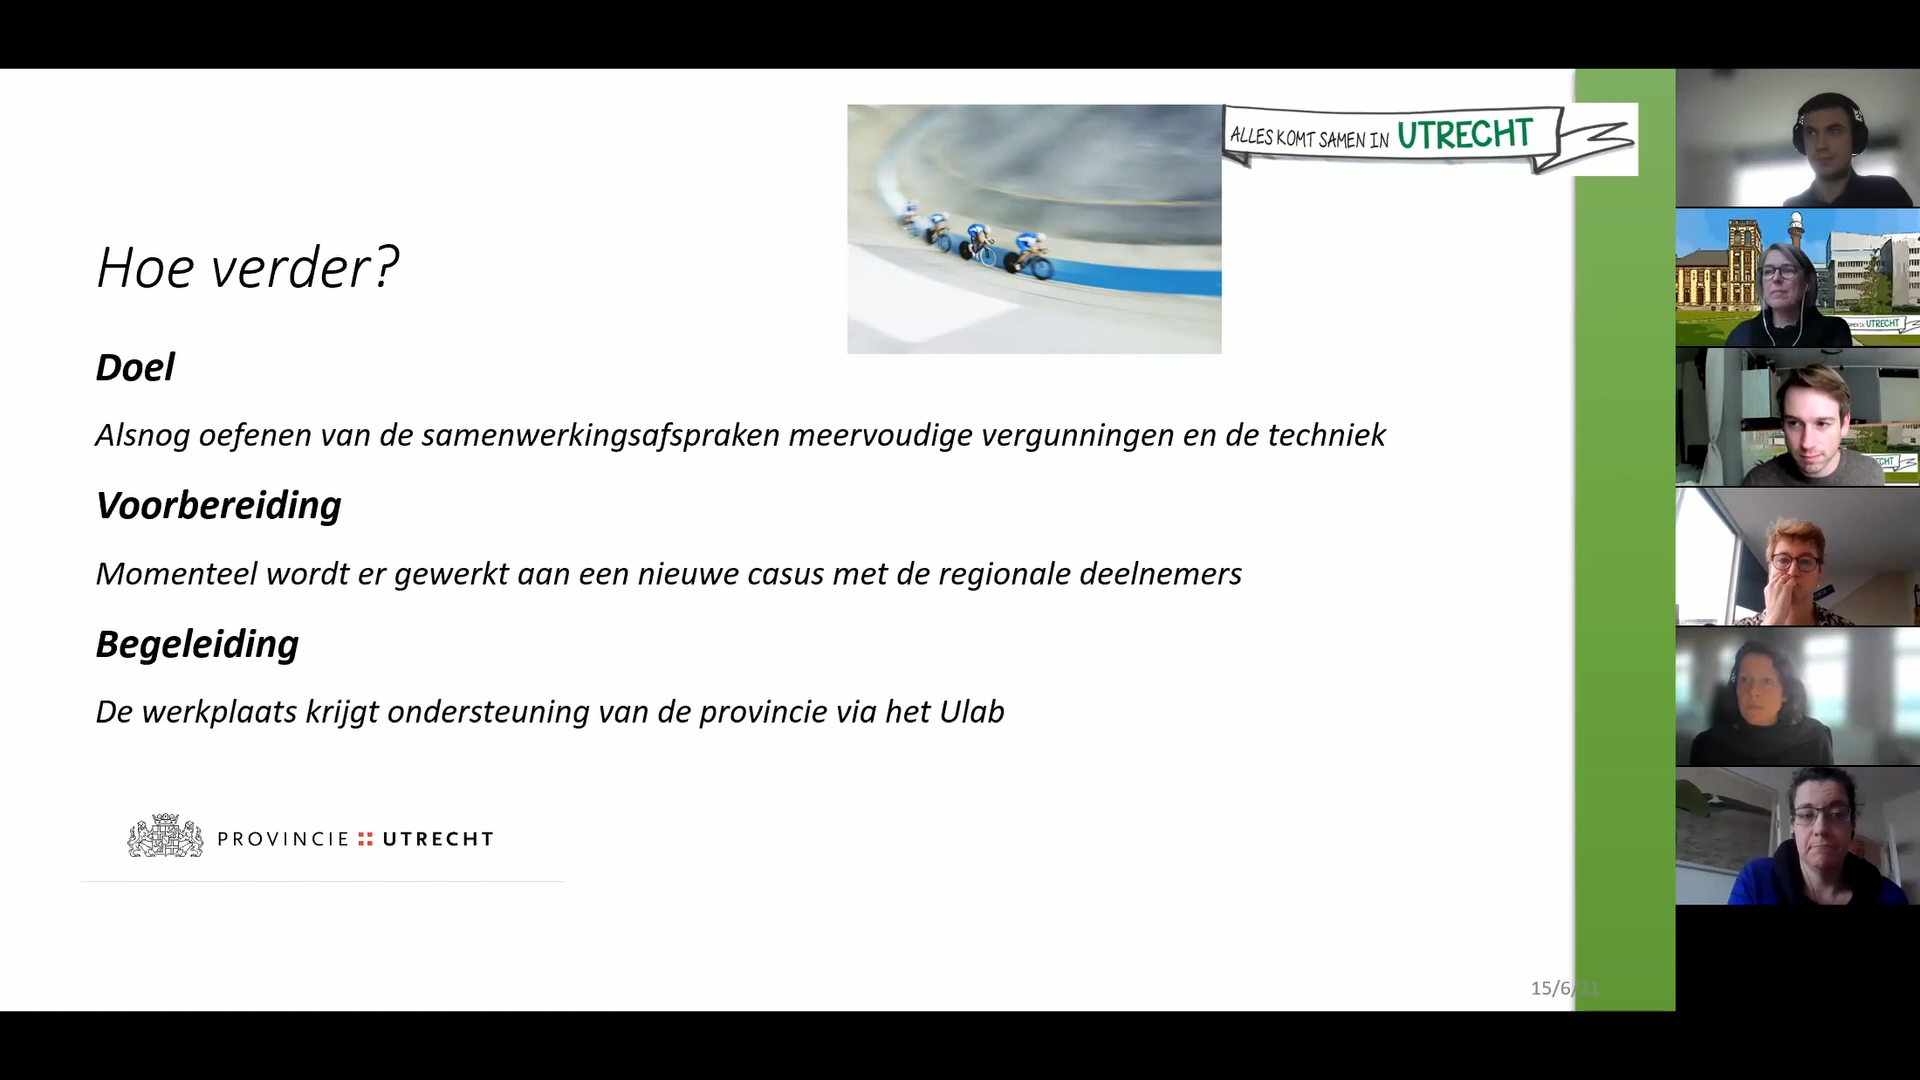 ALLES KOMT SAMEN IN UTRECHT
Hoe verder?
Doel
Alsnog oefenen van de samenwerkingsafspraken meervoudige vergunningen en de techniek
Voorbereiding
Momenteel wordt er gewerkt aan een nieuwe casus met de regionale deelnemers
Begeleiding
De werkplaats krijgt ondersteuning van de provincie via het Ulab
PROVINCIE UTRECHT
15/6/21
UTRECHT